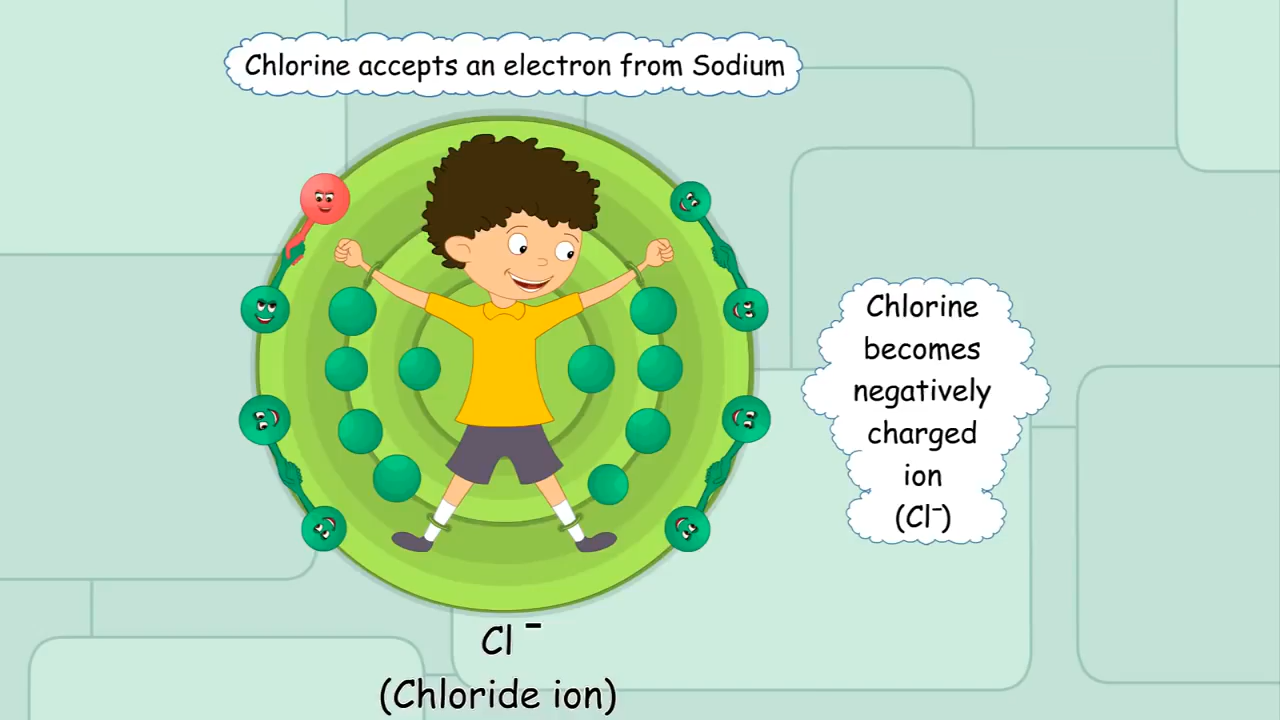 Chlorine accepts an electron from Sodium
Chlorine
becomes
negatively
charged
ion
(Cl⁻)
Cl ⁻
(Chloride ion)